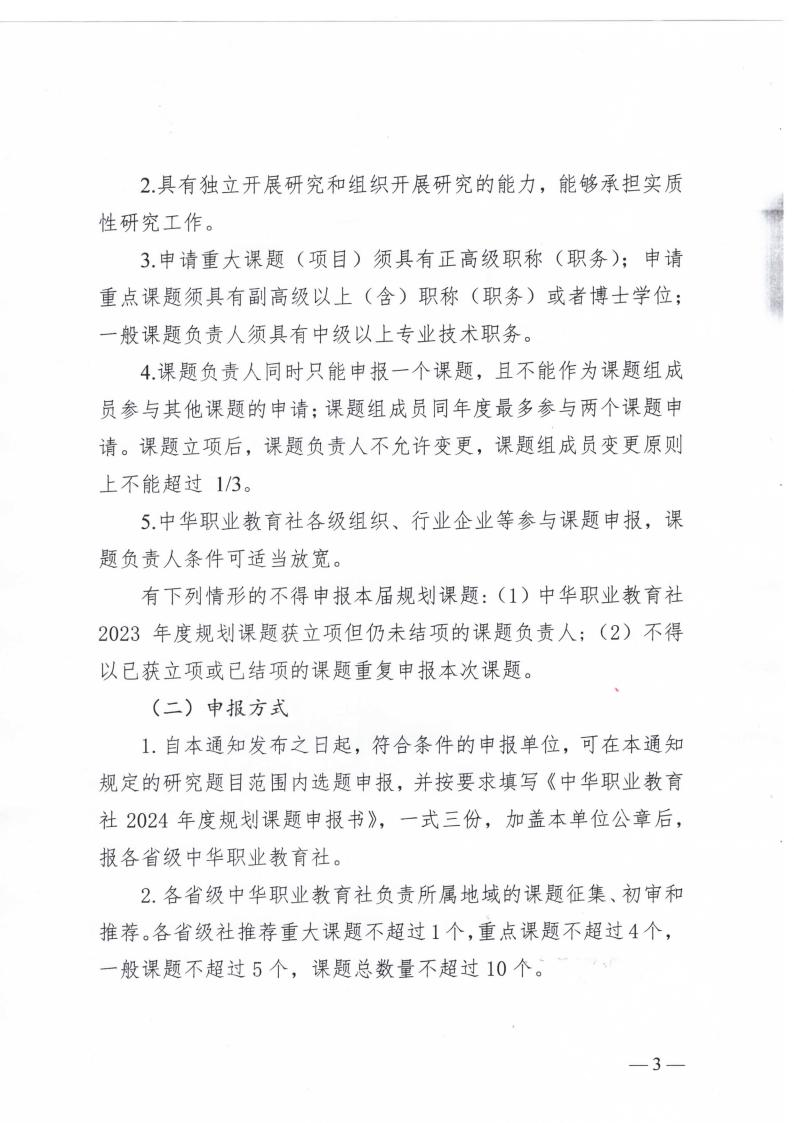 2.具有独立开展研究和组织开展研究的能力，能够承担实质
性研究工作。
3.申请重大课题（项目）须具有正高级职称（职务）；申请
重点课题须具有副高级以上（含）职称（职务）或者博士学位；
一般课题负责人须具有中级以上专业技术职务。
4.课题负责人同时只能申报一个课题，且不能作为课题组成
员参与其他课题的申请；课题组成员同年度最多参与两个课题申
请。课题立项后，课题负责人不允许变更，课题组成员变更原则
上不能超过 1/3。
5.中华职业教育社各级组织、行业企业等参与课题申报，课
题负责人条件可适当放宽。
有下列情形的不得申报本届规划课题：（1）中华职业教育社
2023 年度规划课题获立项但仍未结项的课题负责人；（2）不得
以已获立项或已结项的课题重复申报本次课题。
（二）申报方式
1. 自本通知发布之日起，符合条件的申报单位，可在本通知
规定的研究题目范围内选题申报，并按要求填写《中华职业教育
社 2024 年度规划课题申报书》，一式三份，加盖本单位公章后，
报各省级中华职业教育社。
2. 各省级中华职业教育社负责所属地域的课题征集、初审和
推荐。各省级社推荐重大课题不超过 1 个，重点课题不超过 4 个，
一般课题不超过 5 个，课题总数量不超过 10 个。
— 3 —